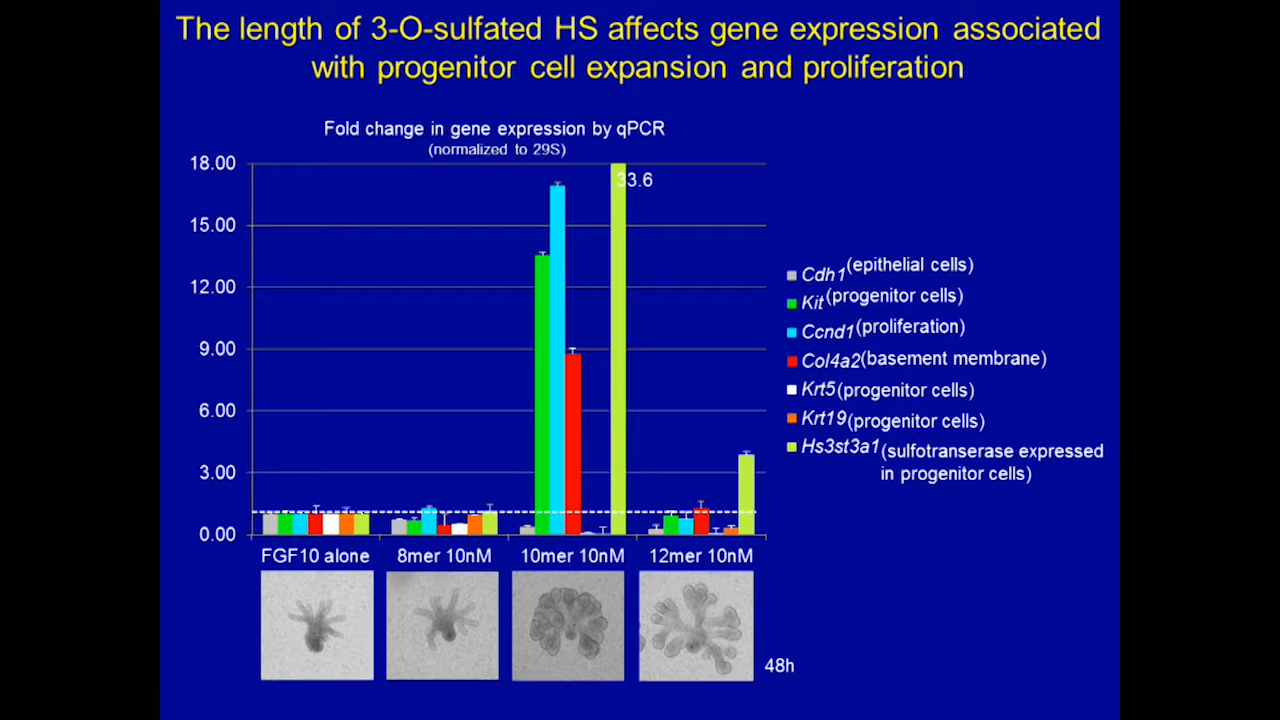 The length of 3-O-sulfated HS affects gene expression associated
with progenitor cell expansion and proliferation
Fold change in gene expression by qPCR
(normalized to 29S)
18.00
33.6
15.00
12.00
9.00
6.00
3.00
0.00
FGF10 alone
8mer 10nM
10mer 10nM
12mer 10nM
Cdh1 (epithelial cells)
Kit (progenitor cells)
Ccnd1 (proliferation)
Col4a2 (basement membrane)
Krt5 (progenitor cells)
Krt19 (progenitor cells)
Hs3st3a1 (sulfotranserase expressed
in progenitor cells)
48h